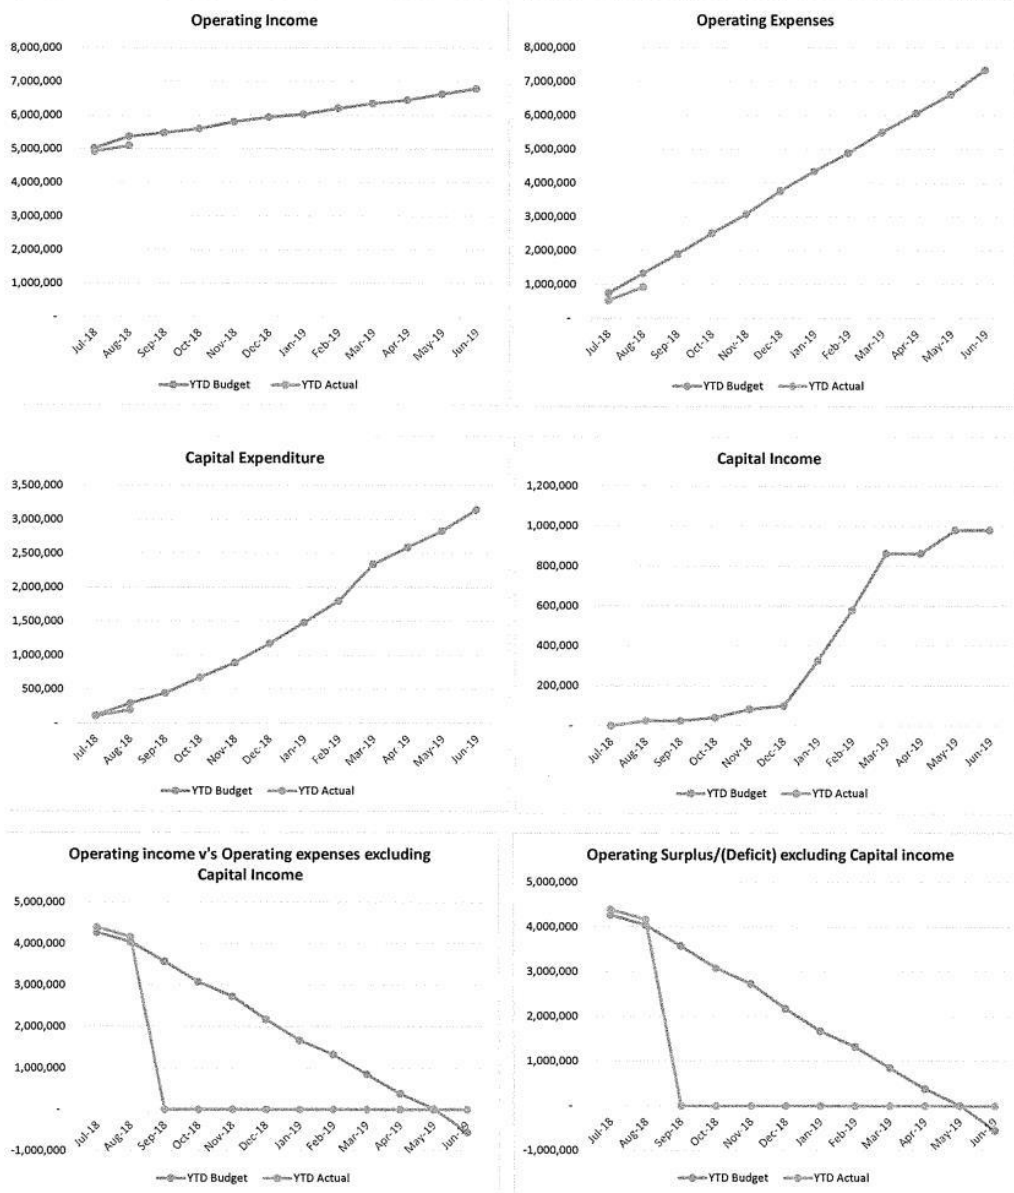 Operating Income
8,000,000
7,000,000
6,000,000
5,000,000
4,000,000
3,000,000
2,000,000
1,000,000
-
Jul-18 Aug-18 Sep-18 Oct-18 Nov-18 Dec-18 Jan-19 Feb-19 Mar-19 Apr-19 May-19 Jun-19
YTD Budget YTD Actual
Operating Expenses
8,000,000
7,000,000
6,000,000
5,000,000
4,000,000
3,000,000
2,000,000
1,000,000
-
Jul-18 Aug-18 Sep-18 Oct-18 Nov-18 Dec-18 Jan-19 Feb-19 Mar-19 Apr-19 May-19 Jun-19
YTD Budget YTD Actual
Capital Expenditure
3,500,000
3,000,000
2,500,000
2,000,000
1,500,000
1,000,000
500,000
-
Jul-18 Aug-18 Sep-18 Oct-18 Nov-18 Dec-18 Jan-19 Feb-19 Mar-19 Apr-19 May-19 Jun-19
YTD Budget YTD Actual
Capital Income
1,200,000
1,000,000
800,000
600,000
400,000
200,000
-
Jul-18 Aug-18 Sep-18 Oct-18 Nov-18 Dec-18 Jan-19 Feb-19 Mar-19 Apr-19 May-19 Jun-19
YTD Budget YTD Actual
Operating income v's Operating expenses excluding
Capital Income
5,000,000
4,000,000
3,000,000
2,000,000
1,000,000
-
-1,000,000
Jul-18 Aug-18 Sep-18 Oct-18 Nov-18 Dec-18 Jan-19 Feb-19 Mar-19 Apr-19 May-19 Jun-19
YTD Budget YTD Actual
Operating Surplus/(Deficit) excluding Capital income
5,000,000
4,000,000
3,000,000
2,000,000
1,000,000
-
-1,000,000
Jul-18 Aug-18 Sep-18 Oct-18 Nov-18 Dec-18 Jan-19 Feb-19 Mar-19 Apr-19 May-19 Jun-19
YTD Budget YTD Actual